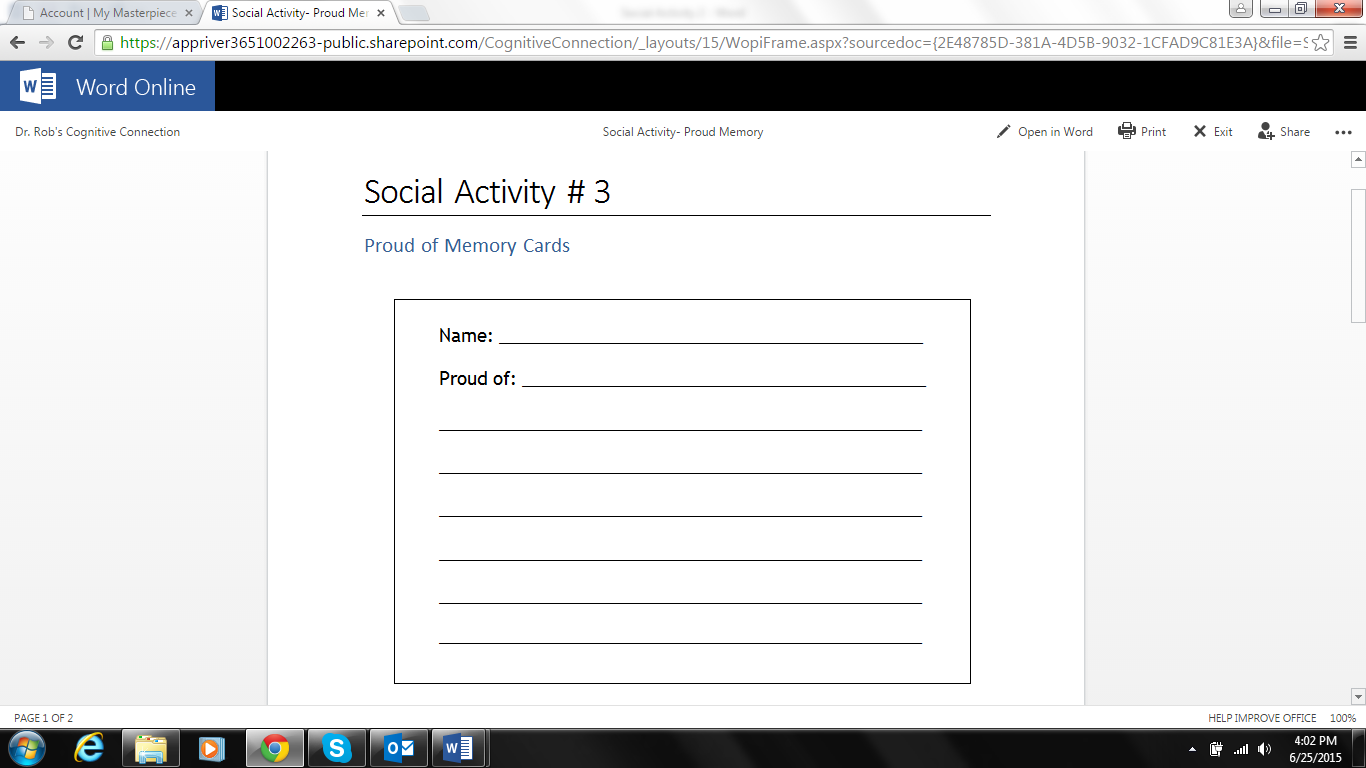 Account | My Masterpiece
Social Activity- Proud Mer
https://appriver3651002263-public.sharepoint.com/CognitiveConnection/_layouts/15/WopiFrame.aspx?sourcedoc={2E48785D-381A-4D5B-9032-1CFAD9C81E3A}&file=S
Word Online
Dr. Rob's Cognitive Connection
Social Activity- Proud Memory
Open in Word
Print
Exit
Share
Social Activity # 3
Proud of Memory Cards
Name:
Proud of:
PAGE 1 OF 2
HELP IMPROVE OFFICE
100%
4:02 PM
6/25/2015